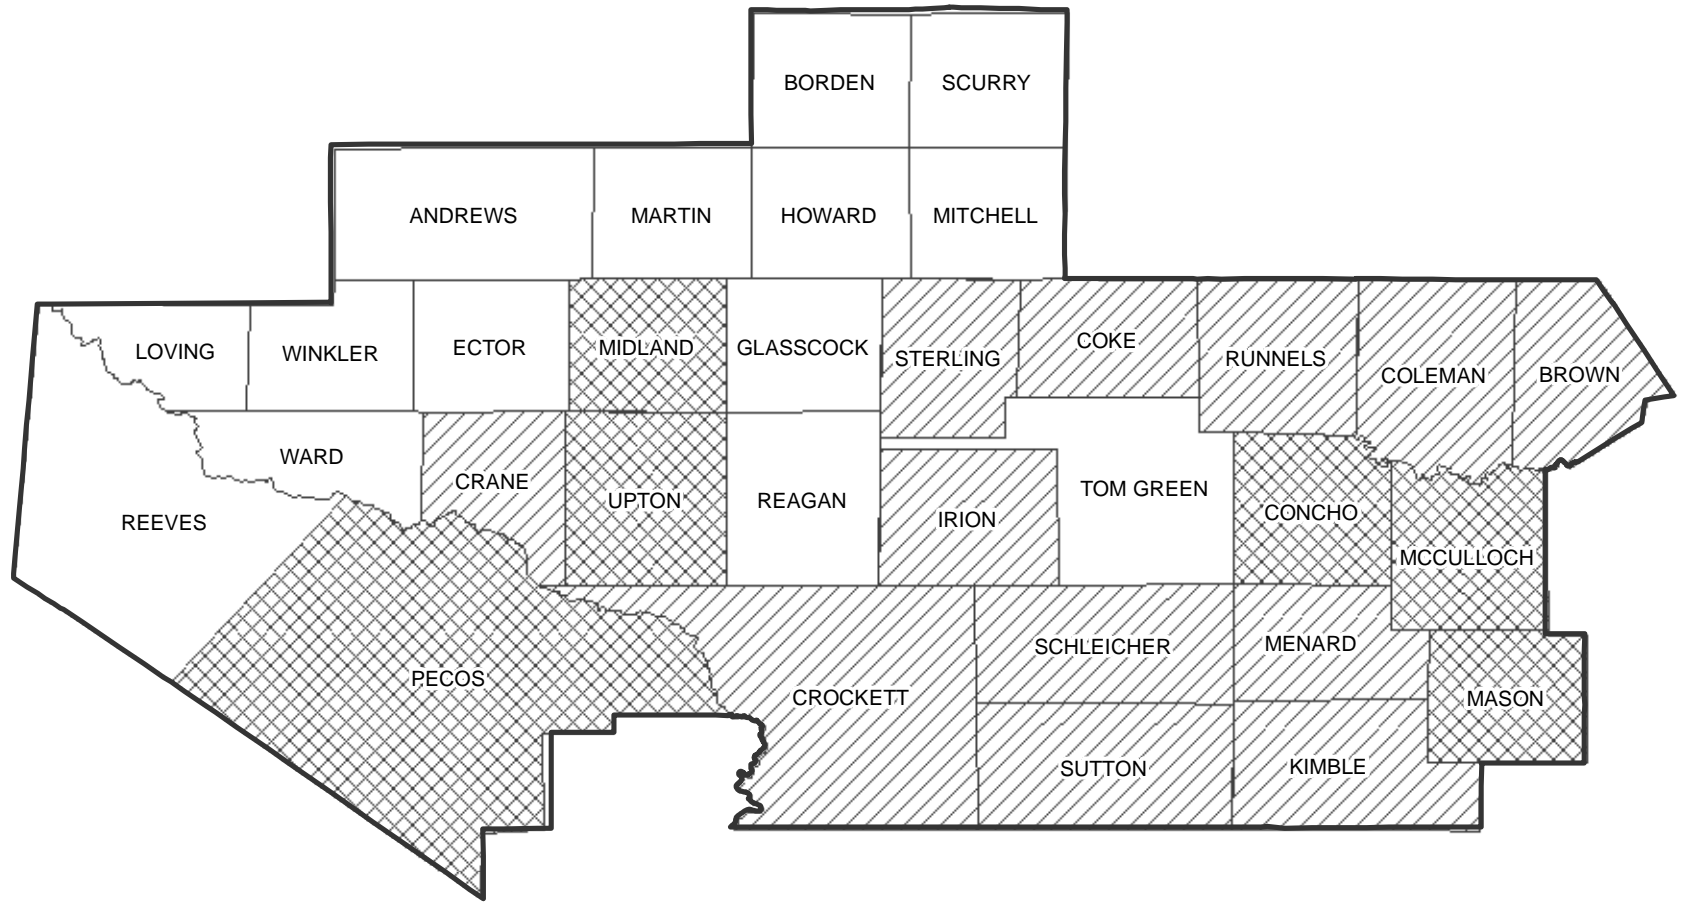 BORDEN
SCURRY
ANDREWS
MARTIN
HOWARD
MITCHELL
LOVING
WINKLER
ECTOR
MIDLAND
GLASSCOCK
STERLING
COKE
RUNNELS
COLEMAN
BROWN
WARD
CRANE
UPTON
REAGAN
IRION
TOM GREEN
CONCHO
MCCULLOCH
REEVES
PECOS
CROCKETT
SCHLEICHER
MENARD
MASON
SUTTON
KIMBLE